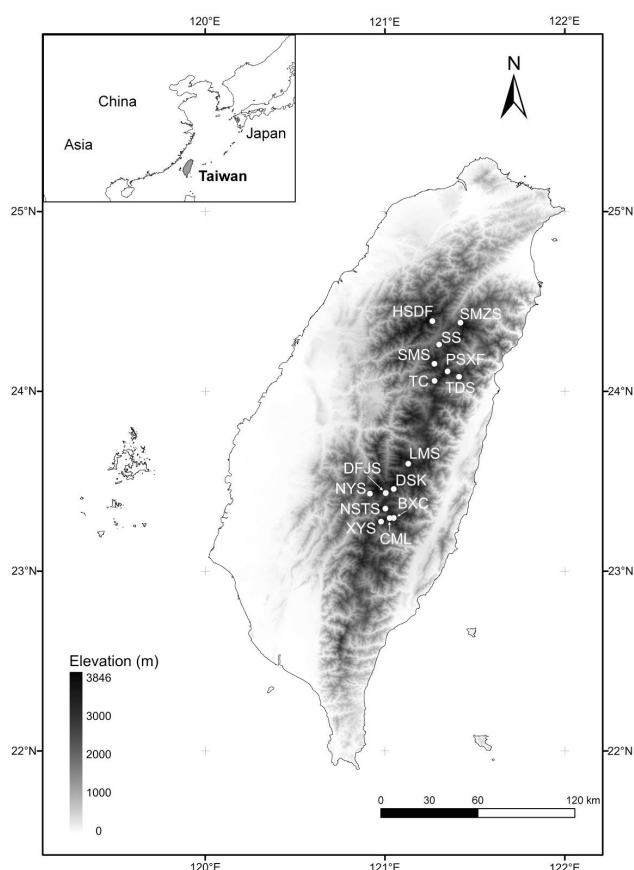 120°E 121°E 122°E
N
China
Japan
Asia
Taiwan
25°N 25°N
HSDF SMZS
SS
SMS PSXF
24°N 24°N
TC TDS
LMS
DFJS
NYS DSK
NSTS BXC
XYS
CML
23°N 23°N
Elevation (m)
3846
3000
2000
1000
0
22°N 22°N
0 30 60 120 km
120°E 121°E 122°E